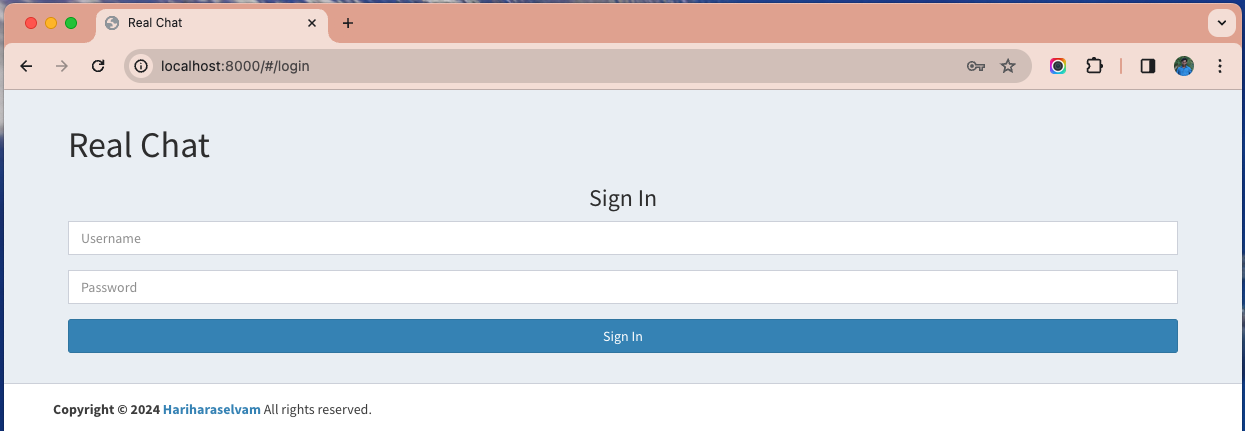 Real Chat
localhost:8000/#/login
Real Chat
Sign In
Username
Password
Sign In
Copyright © 2024 Hariharaselvam All rights reserved.